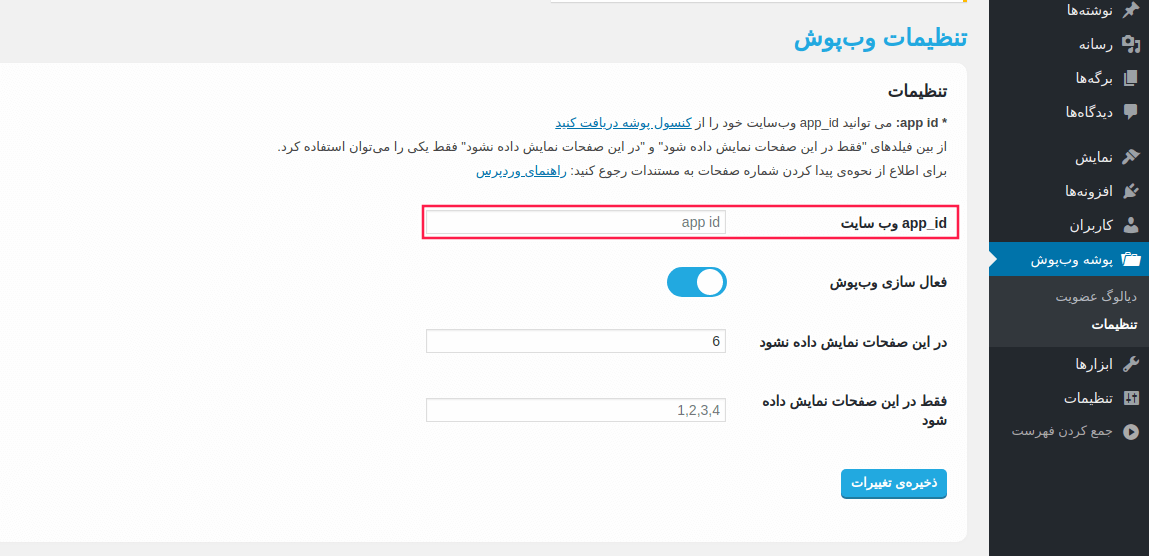 نوشته‌ها
رسانه
برگه‌ها
دیدگاه‌ها
نمایش
افزونه‌ها
کاربران
پوشه وب‌پوش
دیالوگ عضویت
تنظیمات
ابزارها
تنظیمات
جمع کردن فهرست
تنظیمات وب‌پوش
تنظیمات
* app id: می توانید app_id وب‌سایت خود را از کنسول پوشه دریافت کنید
از بین فیلدهای "فقط در این صفحات نمایش داده شود" و "در این صفحات نمایش داده نشود" فقط یکی را می‌توان استفاده کرد.
برای اطلاع از نحوه‌ی پیدا کردن شماره صفحات به مستندات رجوع کنید: راهنمای وردپرس
app_id وب سایت
app id
فعال سازی وب‌پوش
در این صفحات نمایش داده نشود
6
فقط در این صفحات نمایش داده
شود
1,2,3,4
ذخیره‌ی تغییرات